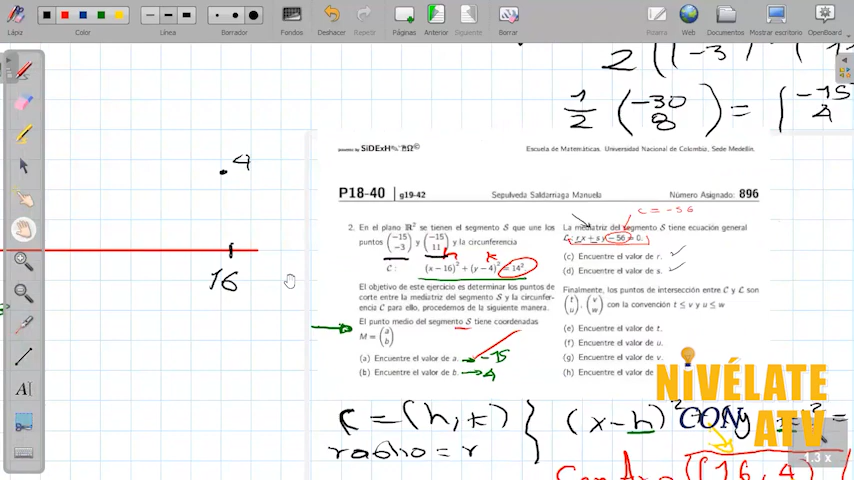 Lápiz
Color
Línea
Borrador
Fondos
Deshacer
Repetir
Páginas
Anterior
Siguiente
Borrar
Pizarra
Web
Documentos
Mostrar escritorio
OpenBoard
1/2 (-30 8) = (-15 4
.4
16
powered by SiDExHαβΩ©
Escuela de Matemáticas. Universidad Nacional de Colombia, Sede Medellín.
P18-40 | g19-42
Sepulveda Saldarriaga Manuela
Número Asignado: 896
2. En el plano ℝ² se tienen el segmento S que une los
puntos (-15 -3) y (-15 11) y la circunferencia
h k
C: (x − 16)² + (y − 4)² = 14²
El objetivo de este ejercicio es determinar los puntos de
corte entre la mediatriz del segmento S y la circunferen-
cia C para ello, procedemos de la siguiente manera.
El punto medio del segmento S tiene coordenadas
M = (a b)
(a) Encuentre el valor de a. → -15
(b) Encuentre el valor de b. → 4
c = -56
La mediatriz del segmento S tiene ecuación general
L: rx + sy − 56 = 0.
(c) Encuentre el valor de r.
(d) Encuentre el valor de s.
Finalmente, los puntos de intersección entre C y L son
(t u), (v w) con la convención t ≤ v y u ≤ w
(e) Encuentre el valor de t.
(f) Encuentre el valor de u.
(g) Encuentre el valor de v.
(h) Encuentre el valor de
NIVÉLATE
CON
ATV
C = (h, k)
radio = r
(x-h)²
Centro (16, 4)
1.3 x